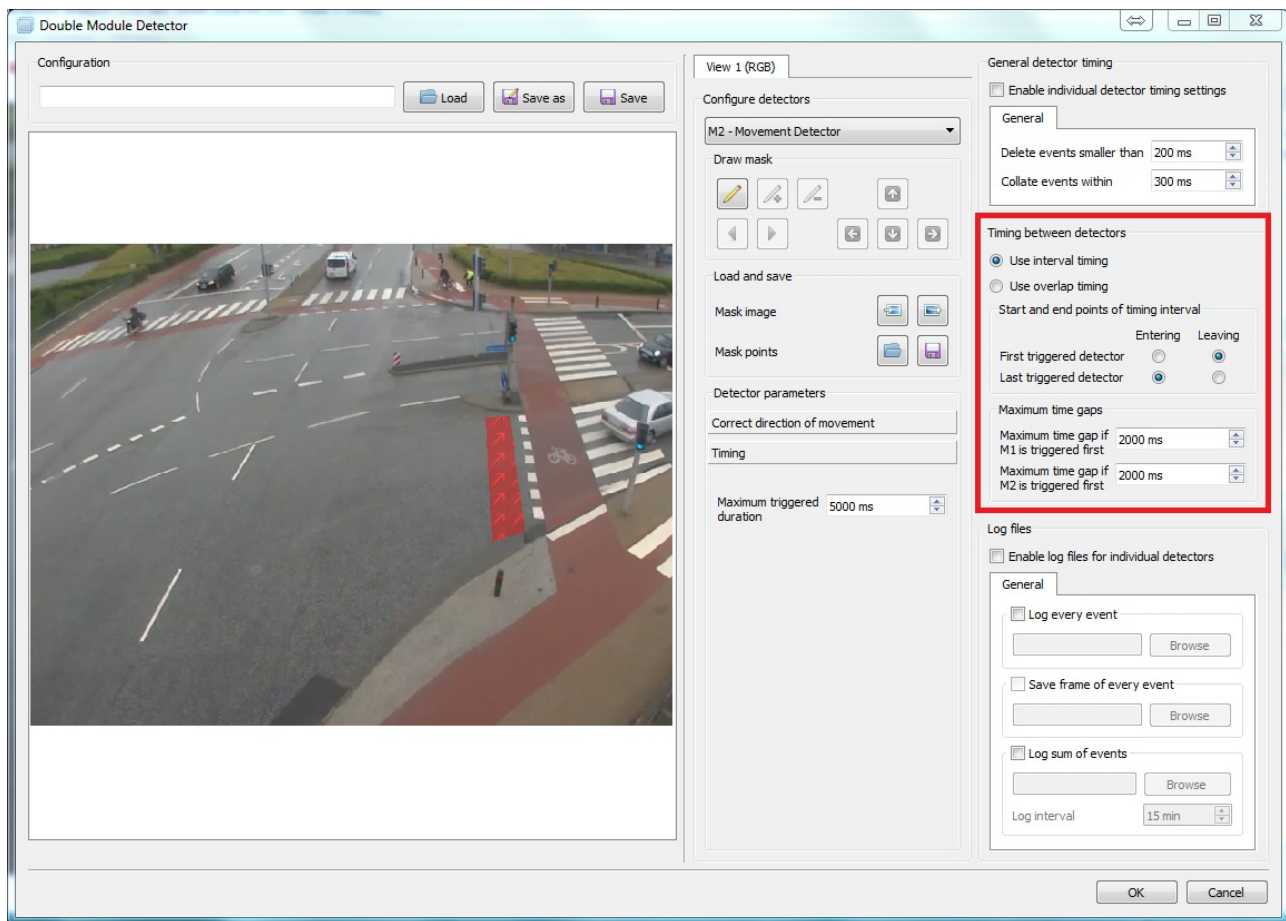 Double Module Detector
Configuration
Load
Save as
Save
View 1 (RGB)
Configure detectors
M2 - Movement Detector
Draw mask
Load and save
Mask image
Mask points
Detector parameters
Correct direction of movement
Timing
Maximum triggered
duration
5000 ms
General detector timing
Enable individual detector timing settings
General
Delete events smaller than 200 ms
Collate events within 300 ms
Timing between detectors
Use interval timing
Use overlap timing
Start and end points of timing interval
Entering Leaving
First triggered detector
Last triggered detector
Maximum time gaps
Maximum time gap if
M1 is triggered first
2000 ms
Maximum time gap if
M2 is triggered first
2000 ms
Log files
Enable log files for individual detectors
General
Log every event
Browse
Save frame of every event
Browse
Log sum of events
Browse
Log interval 15 min
OK
Cancel